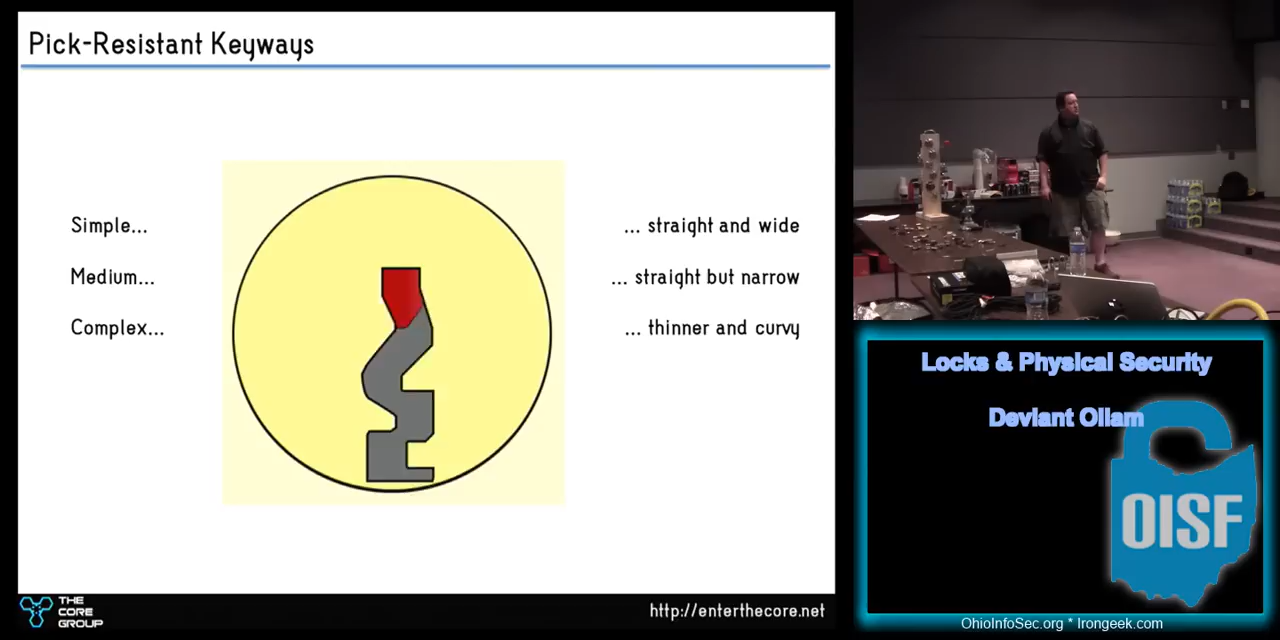 Pick-Resistant Keyways
Simple...
... straight and wide
Medium...
... straight but narrow
Complex...
... thinner and curvy
THE
CORE
GROUP
http://enterthecore.net
Locks & Physical Security
Deviant Ollam
OISF
OhioInfoSec.org * Irongeek.com